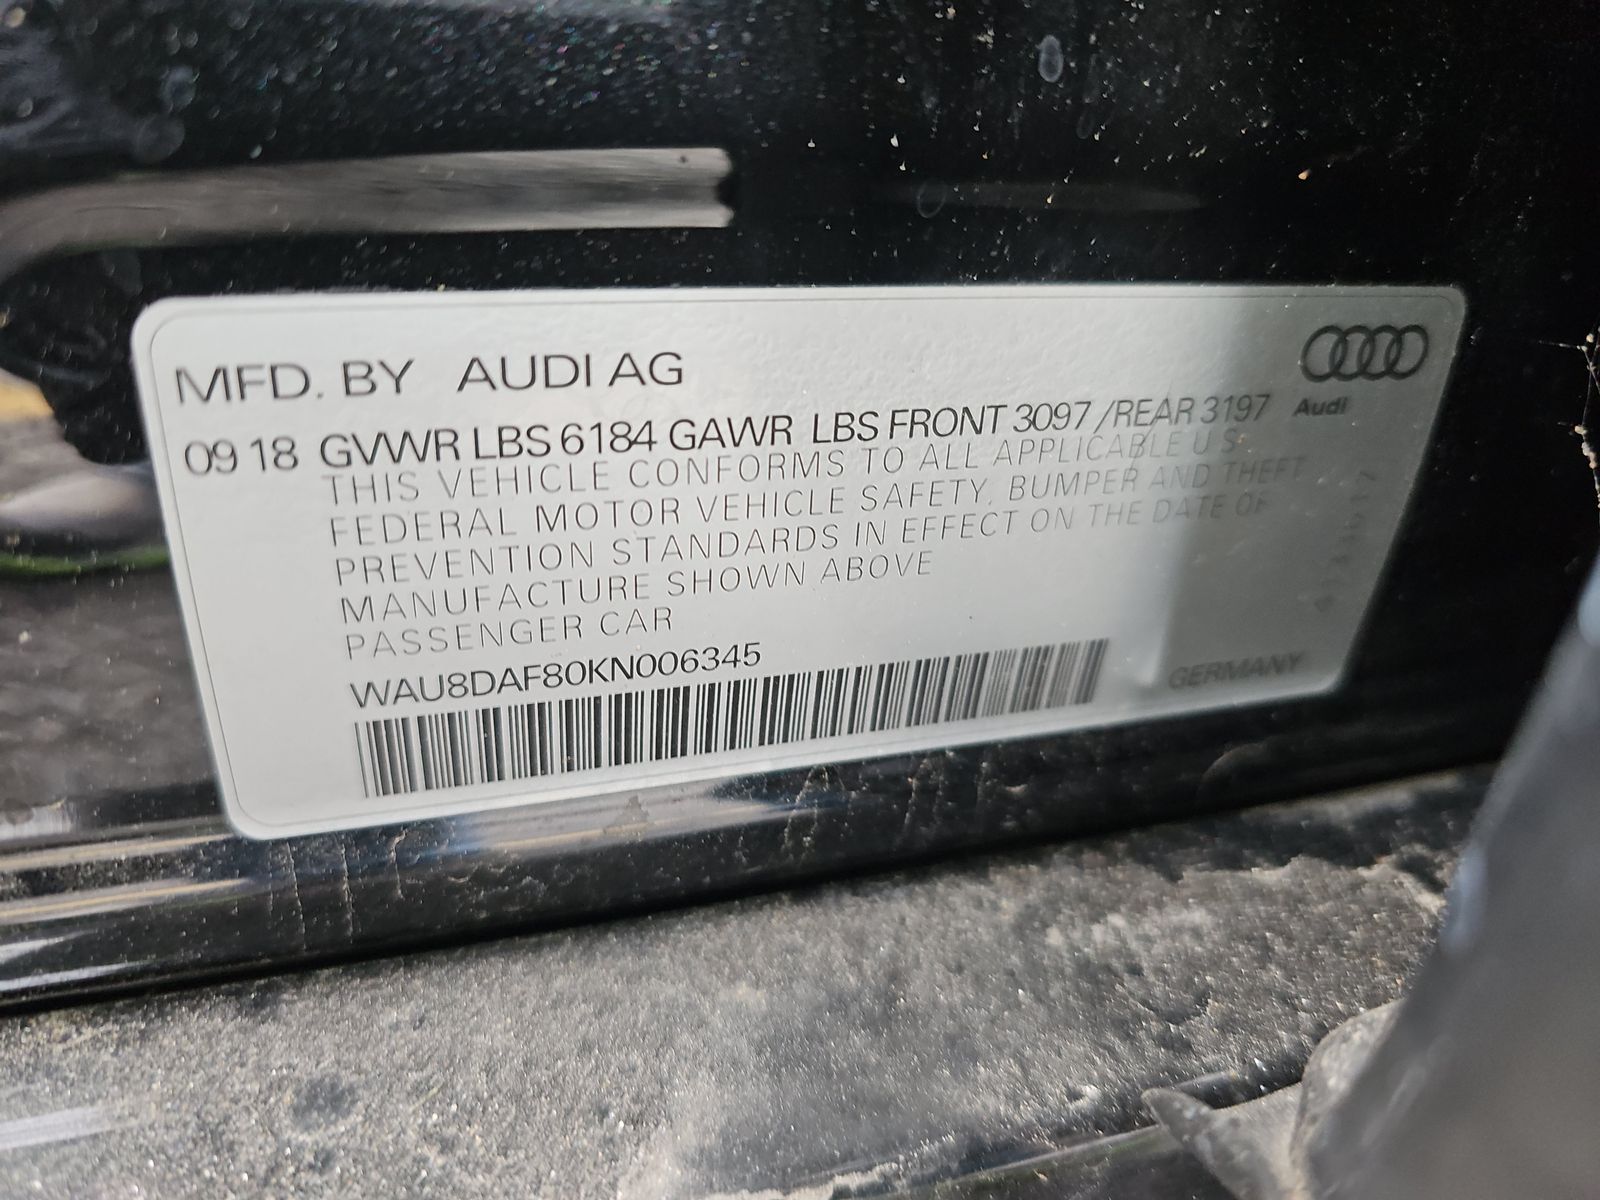 MFD. BY AUDI AG
09 18 GVWR LBS 6184 GAWR LBS FRONT 3097 /REAR 3197
Audi
THIS VEHICLE CONFORMS TO ALL APPLICABLE U S
FEDERAL MOTOR VEHICLE SAFETY, BUMPER AND THEFT
PREVENTION STANDARDS IN EFFECT ON THE DATE OF
MANUFACTURE SHOWN ABOVE
PASSENGER CAR
WAU8DAF80KN006345
GERMANY